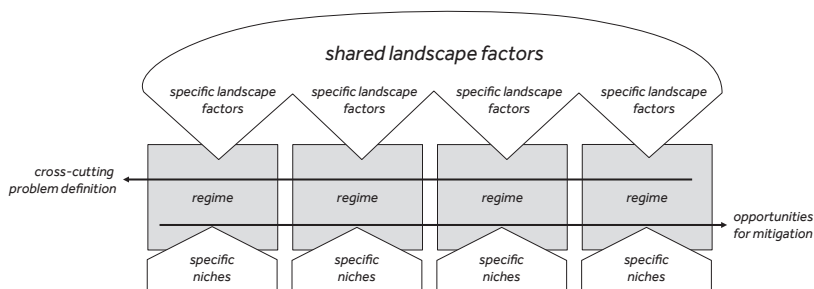 shared landscape factors
specific landscape
factors
specific landscape
factors
specific landscape
factors
specific landscape
factors
cross-cutting
problem definition
regime
regime
regime
regime
opportunities
for mitigation
specific
niches
specific
niches
specific
niches
specific
niches